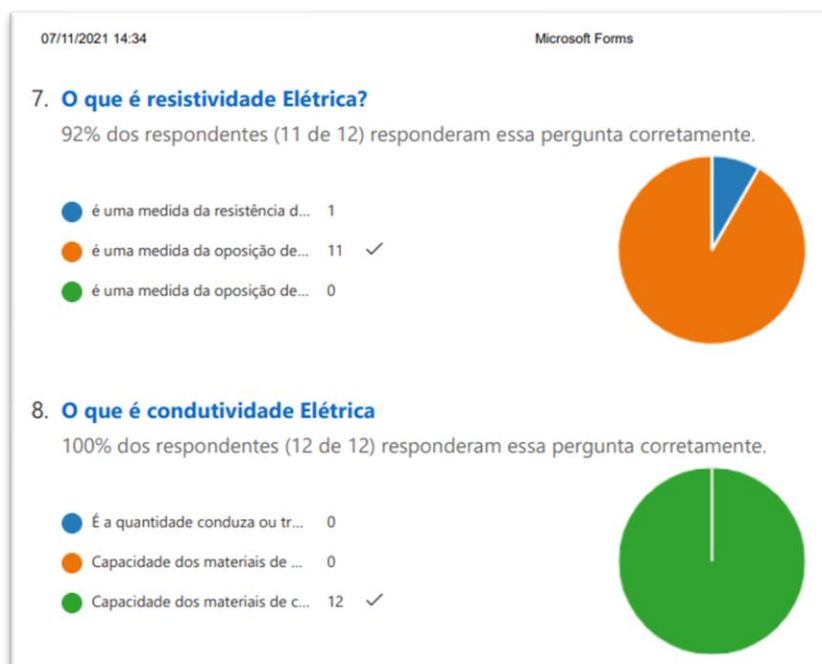 07/11/2021 14:34 Microsoft Forms
7. O que é resistividade Elétrica?
92% dos respondentes (11 de 12) responderam essa pergunta corretamente.
é uma medida da resistência d... 1
é uma medida da oposição de... 11 ✓
é uma medida da oposição de... 0
8. O que é condutividade Elétrica
100% dos respondentes (12 de 12) responderam essa pergunta corretamente.
É a quantidade conduza ou tr... 0
Capacidade dos materiais de ... 0
Capacidade dos materiais de c... 12 ✓